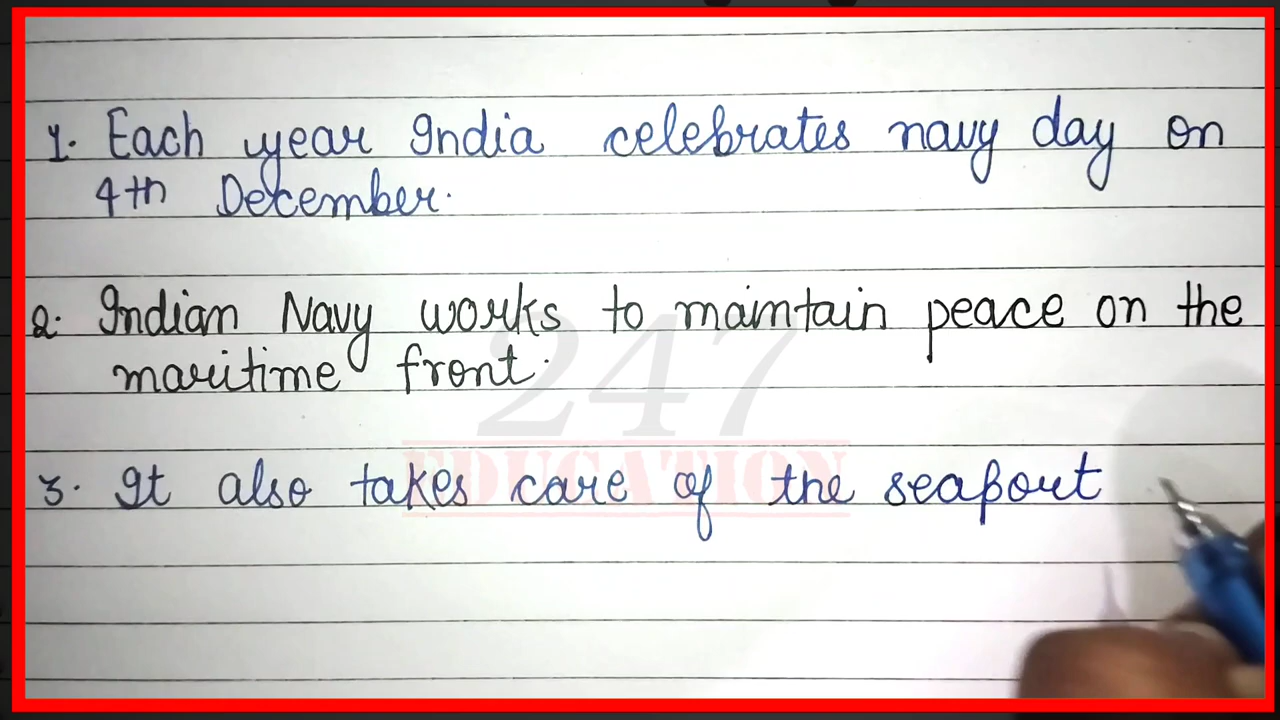 1. Each year India celebrates navy day on
4th December.
2. Indian Navy works to maintain peace on the
maritime front.
247
EDUCATION
3. It also takes care of the seaport